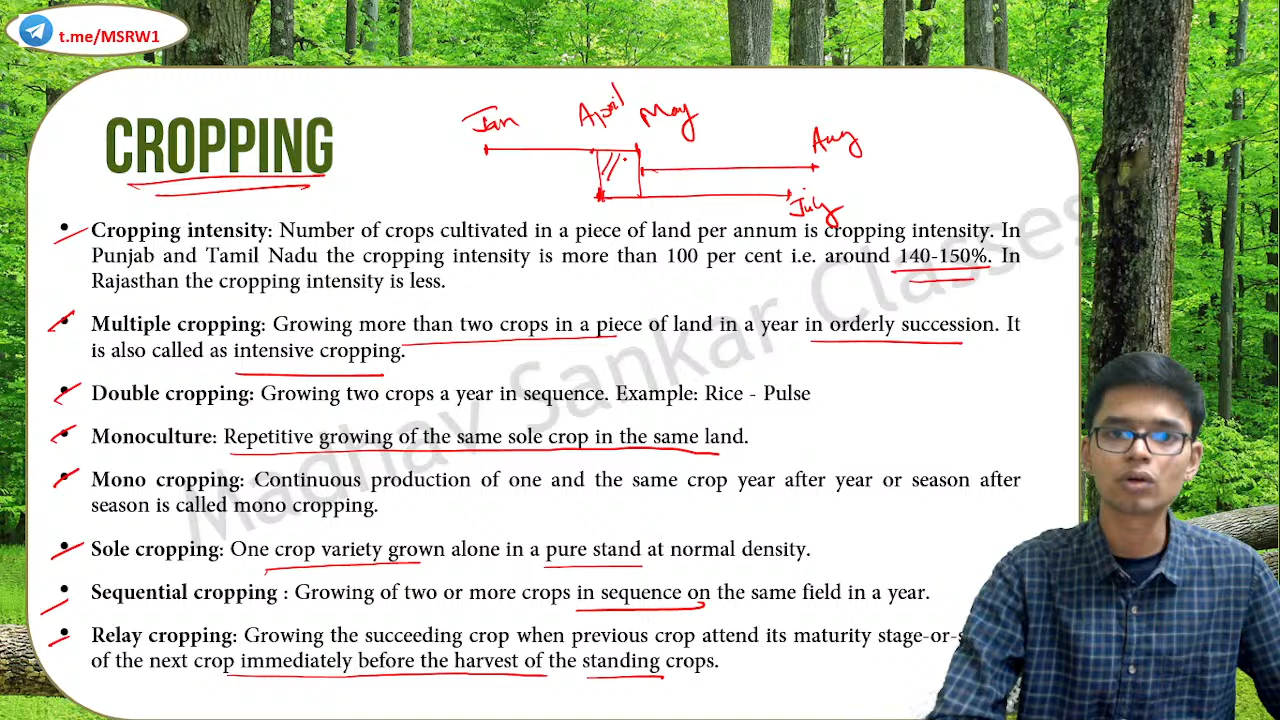 t.me/MSRW1
Jan April May Aug
July
CROPPING
Cropping intensity: Number of crops cultivated in a piece of land per annum is cropping intensity. In
Punjab and Tamil Nadu the cropping intensity is more than 100 per cent i.e. around 140-150%. In
Rajasthan the cropping intensity is less.
Multiple cropping: Growing more than two crops in a piece of land in a year in orderly succession. It
is also called as intensive cropping.
Double cropping: Growing two crops a year in sequence. Example: Rice - Pulse
Monoculture: Repetitive growing of the same sole crop in the same land.
Mono cropping: Continuous production of one and the same crop year after year or season after
season is called mono cropping.
Sole cropping: One crop variety grown alone in a pure stand at normal density.
Sequential cropping : Growing of two or more crops in sequence on the same field in a year.
Relay cropping: Growing the succeeding crop when previous crop attend its maturity stage-or-
of the next crop immediately before the harvest of the standing crops.
Madhav Sankar Classes